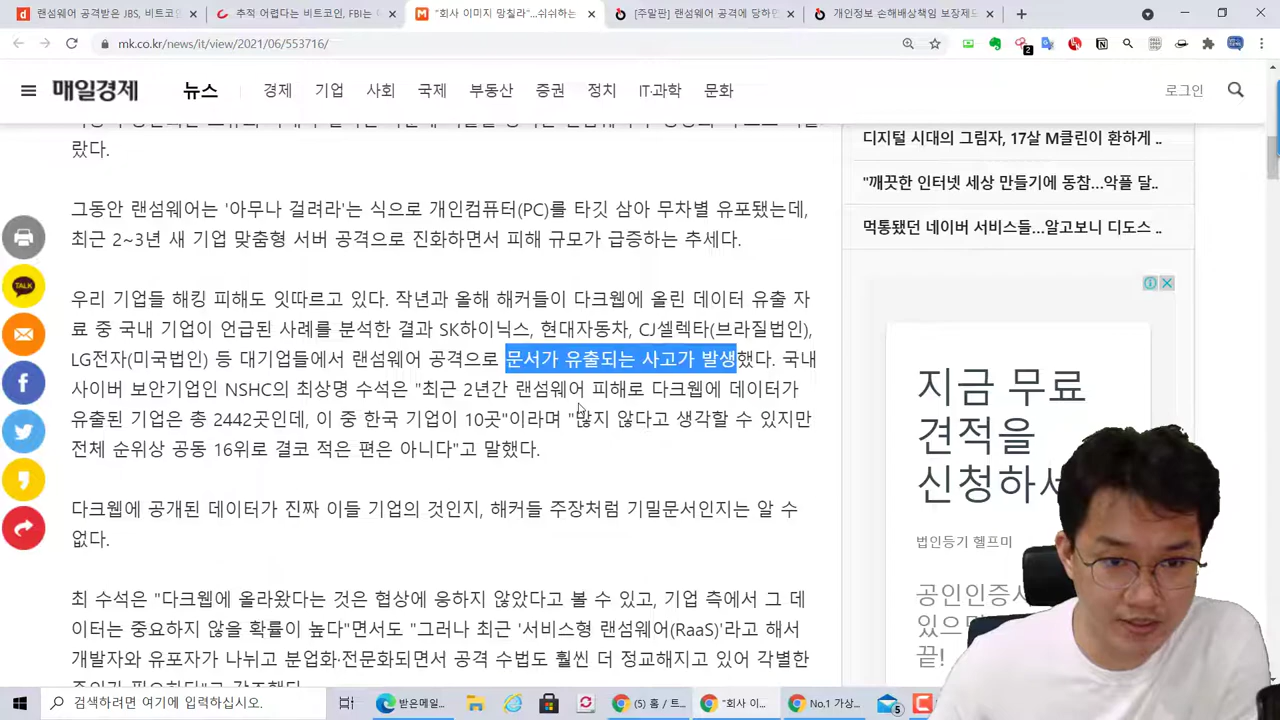 랜섬웨어 공격받은 JBS, 비트코인
추적 어렵다는 비트코인, FBI는 어
"회사 이미지 망칠라"...쉬쉬하는
[주말판] 랜섬웨어 공격에 당하면
개인정보 손해배상책임 보장제도
mk.co.kr/news/it/view/2021/06/553716/
2
매일경제
뉴스
경제 기업 사회 국제 부동산 증권 정치 IT·과학 문화
로그인
랐다.
그동안 랜섬웨어는 '아무나 걸려라'는 식으로 개인컴퓨터(PC)를 타깃 삼아 무차별 유포됐는데,
최근 2~3년 새 기업 맞춤형 서버 공격으로 진화하면서 피해 규모가 급증하는 추세다.
우리 기업들 해킹 피해도 잇따르고 있다. 작년과 올해 해커들이 다크웹에 올린 데이터 유출 자
료 중 국내 기업이 언급된 사례를 분석한 결과 SK하이닉스, 현대자동차, CJ셀렉타(브라질법인),
LG전자(미국법인) 등 대기업들에서 랜섬웨어 공격으로 문서가 유출되는 사고가 발생했다. 국내
사이버 보안기업인 NSHC의 최상명 수석은 "최근 2년간 랜섬웨어 피해로 다크웹에 데이터가
유출된 기업은 총 2442곳인데, 이 중 한국 기업이 10곳"이라며 "많지 않다고 생각할 수 있지만
전체 순위상 공동 16위로 결코 적은 편은 아니다"고 말했다.
다크웹에 공개된 데이터가 진짜 이들 기업의 것인지, 해커들 주장처럼 기밀문서인지는 알 수
없다.
최 수석은 "다크웹에 올라왔다는 것은 협상에 응하지 않았다고 볼 수 있고, 기업 측에서 그 데
이터는 중요하지 않을 확률이 높다"면서도 "그러나 최근 '서비스형 랜섬웨어(RaaS)'라고 해서
개발자와 유포자가 나뉘고 분업화·전문화되면서 공격 수법도 훨씬 더 정교해지고 있어 각별한
TALK
디지털 시대의 그림자, 17살 M클린이 환하게 ..
"깨끗한 인터넷 세상 만들기에 동참...악플 달..
먹통됐던 네이버 서비스들...알고보니 디도스 ..
지금 무료
견적을
신청하세
법인등기 헬프미
공인인증서
있으
끝!
검색하려면 여기에 입력하십시오.
받은메일...
(5) 홈 / 트...
"회사 이...
No.1 가상...
5